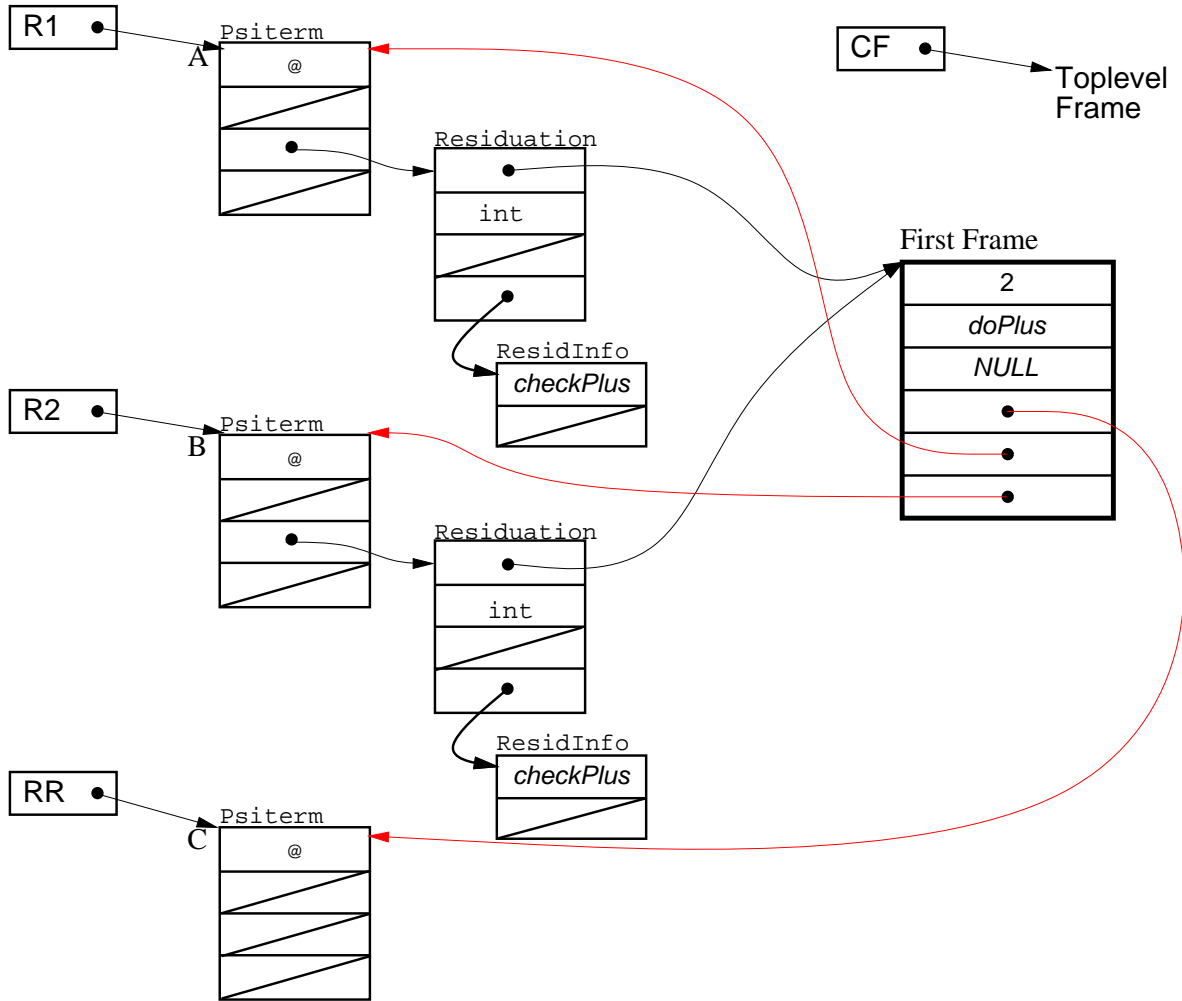 R1
Psiterm
A
@
CF
Toplevel
Frame
Residuation
int
First Frame
2
doPlus
NULL
ResidInfo
checkPlus
R2
Psiterm
B
@
Residuation
int
ResidInfo
checkPlus
RR
Psiterm
C
@